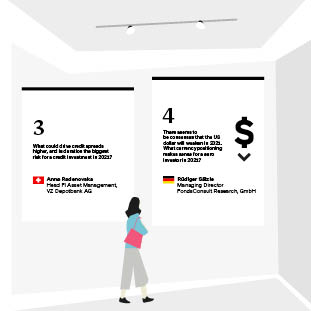 3
What could drive credit spreads
higher, and is duration the biggest
risk for a credit investment in 2021?
Anna Radenovska
Head FI Asset Management,
VZ Depotbank AG
4
There seems to
be consensus that the US
dollar will weaken in 2021.
What currency positioning
makes sense for a euro
investor in 2021?
$
Rüdiger Sälzle
Managing Director
FondsConsult Research, GmbH